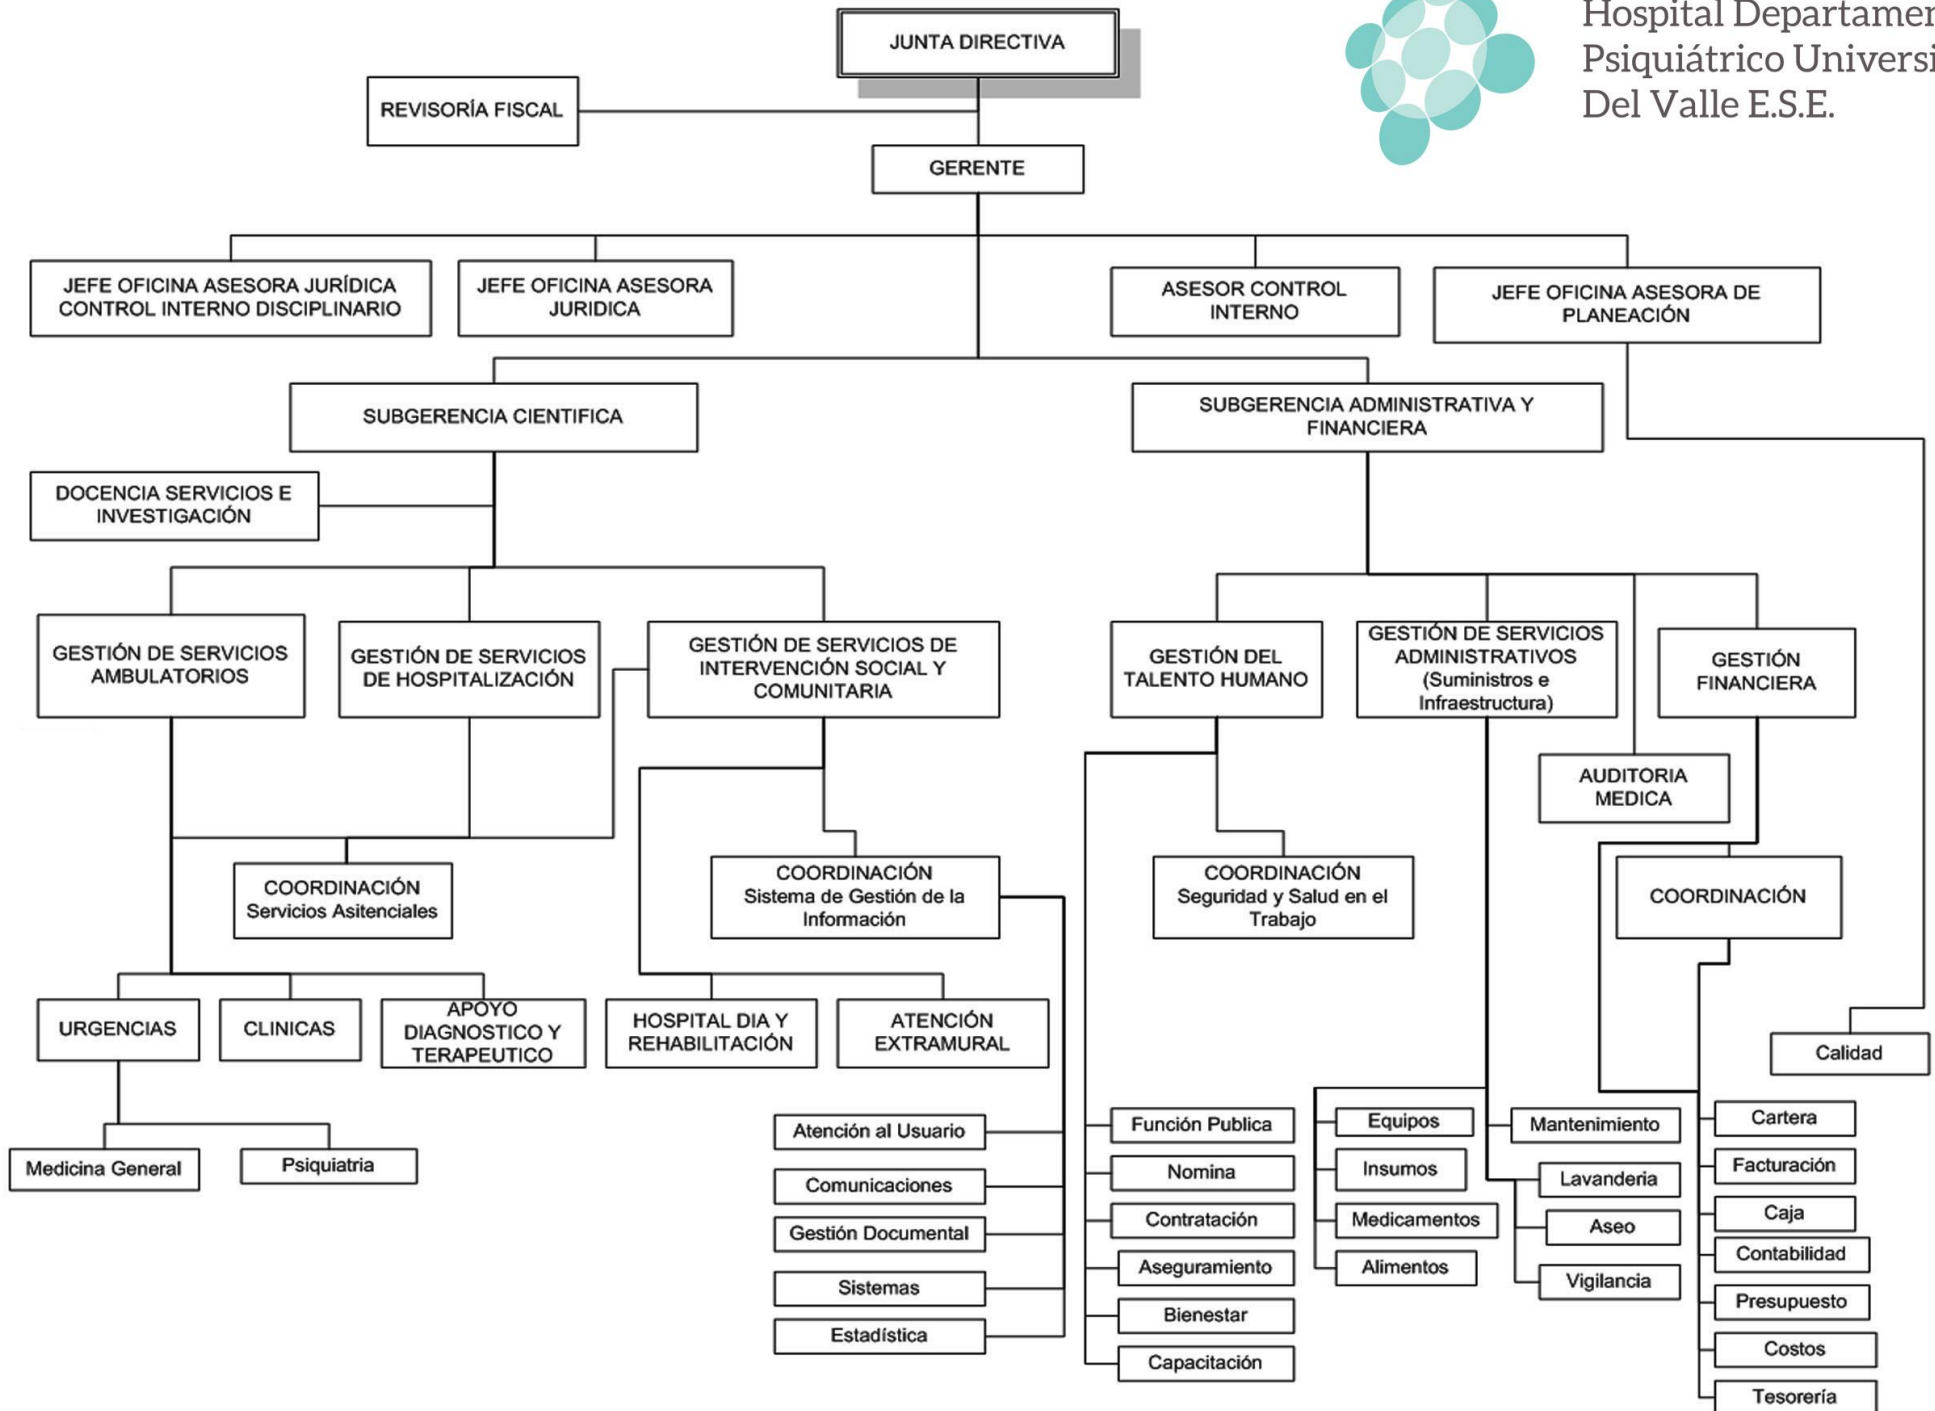 JUNTA DIRECTIVA
Hospital
Psiquiátrico
Del Valle E.S.E.
REVISORÍA FISCAL
GERENTE
JEFE OFICINA ASESORA JURÍDICA
CONTROL INTERNO DISCIPLINARIO
JEFE OFICINA ASESORA
JURIDICA
ASESOR CONTROL
INTERNO
JEFE OFICINA ASESORA DE
PLANEACIÓN
SUBGERENCIA CIENTIFICA
SUBGERENCIA ADMINISTRATIVA Y
FINANCIERA
DOCENCIA SERVICIOS E
INVESTIGACIÓN
GESTIÓN DE SERVICIOS
AMBULATORIOS
GESTIÓN DE SERVICIOS
DE HOSPITALIZACIÓN
GESTIÓN DE SERVICIOS DE
INTERVENCIÓN SOCIAL Y
COMUNITARIA
GESTIÓN DEL
TALENTO HUMANO
GESTIÓN DE SERVICIOS
ADMINISTRATIVOS
(Suministros e
Infraestructura)
GESTIÓN
FINANCIERA
AUDITORIA
MEDICA
COORDINACIÓN
Servicios Asitenciales
COORDINACIÓN
Sistema de Gestión de la
Información
COORDINACIÓN
Seguridad y Salud en el
Trabajo
COORDINACIÓN
URGENCIAS
CLINICAS
APOYO
DIAGNOSTICO Y
TERAPEUTICO
HOSPITAL DIA Y
REHABILITACIÓN
ATENCIÓN
EXTRAMURAL
Calidad
Medicina General
Psiquiatria
Atención al Usuario
Comunicaciones
Gestión Documental
Sistemas
Estadística
Función Publica
Nomina
Contratación
Aseguramiento
Bienestar
Capacitación
Equipos
Insumos
Medicamentos
Alimentos
Mantenimiento
Lavanderia
Aseo
Vigilancia
Cartera
Facturación
Caja
Contabilidad
Presupuesto
Costos
Tesorería